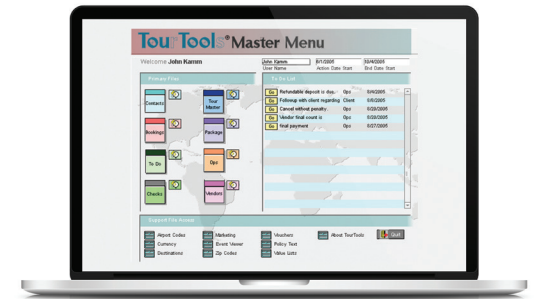 TourTools® Master Menu
Welcome John Kamm
John Kamm 8/1/2005 10/4/2005
User Name Action Date Start End Date Start
Primary Files
To Do List
Contacts
Tour Master
Bookings
Package
To Do
Ops
Checks
Vendors
Go Refundable deposit is due. Ops 8/4/2005
Go Followup with client regarding Client 8/8/2005
Go Cancel without penalty. Ops 8/20/2005
Go Vendor final count is Ops 8/20/2005
Go final payment Ops 8/27/2005
Support File Access
Airport Codes Marketing Vouchers About TourTools Quit
Currency Event Viewer Policy Text
Destinations Zip Codes Value Lists